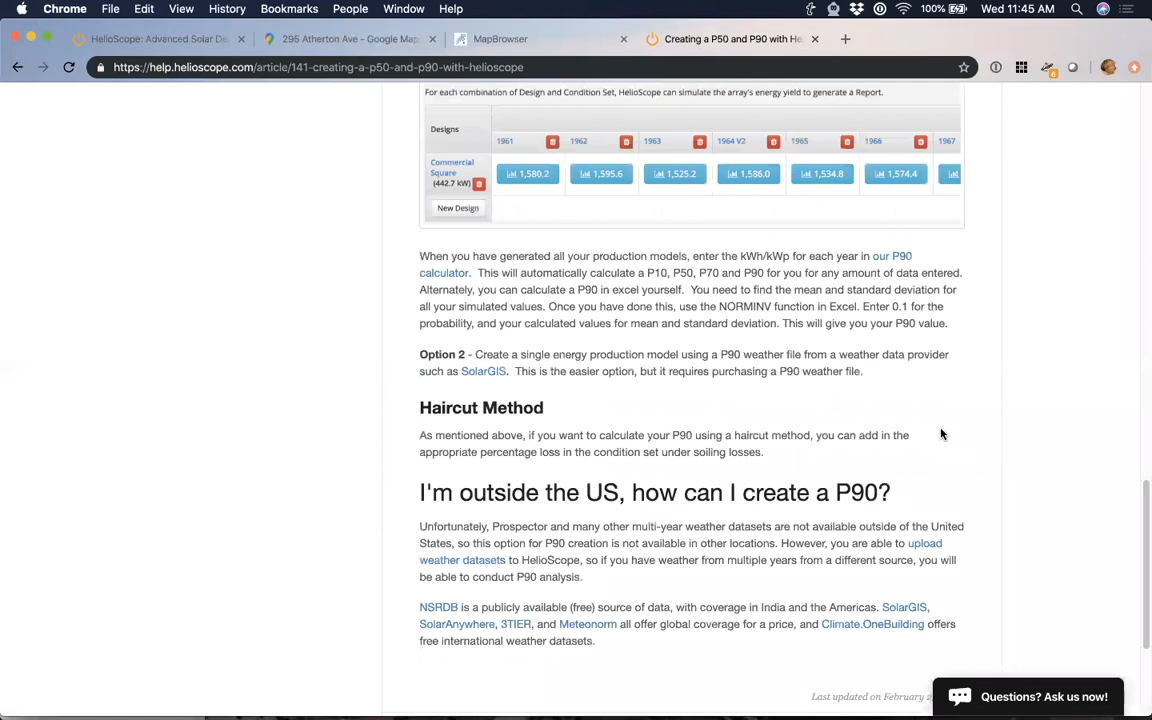 Chrome File Edit View History Bookmarks People Window Help 100% Wed 11:45 AM
HelioScope: Advanced Solar De 295 Atherton Ave - Google Map MapBrowser Creating a P50 and P90 with He
https://help.helioscope.com/article/141-creating-a-p50-and-p90-with-helioscope
For each combination of Design and Condition Set, HelioScope can simulate the array's energy yield to generate a Report.
Designs
1961 1962 1963 1964 V2 1965 1966 1967
Commercial
Square
(442.7 kW)
1,580.2 1,595.6 1,525.2 1,586.0 1,534.8 1,574.4
New Design
When you have generated all your production models, enter the kWh/kWp for each year in our P90
calculator. This will automatically calculate a P10, P50, P70 and P90 for you for any amount of data entered.
Alternately, you can calculate a P90 in excel yourself. You need to find the mean and standard deviation for
all your simulated values. Once you have done this, use the NORMINV function in Excel. Enter 0.1 for the
probability, and your calculated values for mean and standard deviation. This will give you your P90 value.
Option 2 - Create a single energy production model using a P90 weather file from a weather data provider
such as SolarGIS. This is the easier option, but it requires purchasing a P90 weather file.
Haircut Method
As mentioned above, if you want to calculate your P90 using a haircut method, you can add in the
appropriate percentage loss in the condition set under soiling losses.
I'm outside the US, how can I create a P90?
Unfortunately, Prospector and many other multi-year weather datasets are not available outside of the United
States, so this option for P90 creation is not available in other locations. However, you are able to upload
weather datasets to HelioScope, so if you have weather from multiple years from a different source, you will
be able to conduct P90 analysis.
NSRDB is a publicly available (free) source of data, with coverage in India and the Americas. SolarGIS,
SolarAnywhere, 3TIER, and Meteonorm all offer global coverage for a price, and Climate.OneBuilding offers
free international weather datasets.
Last updated on February 2
Questions? Ask us now!